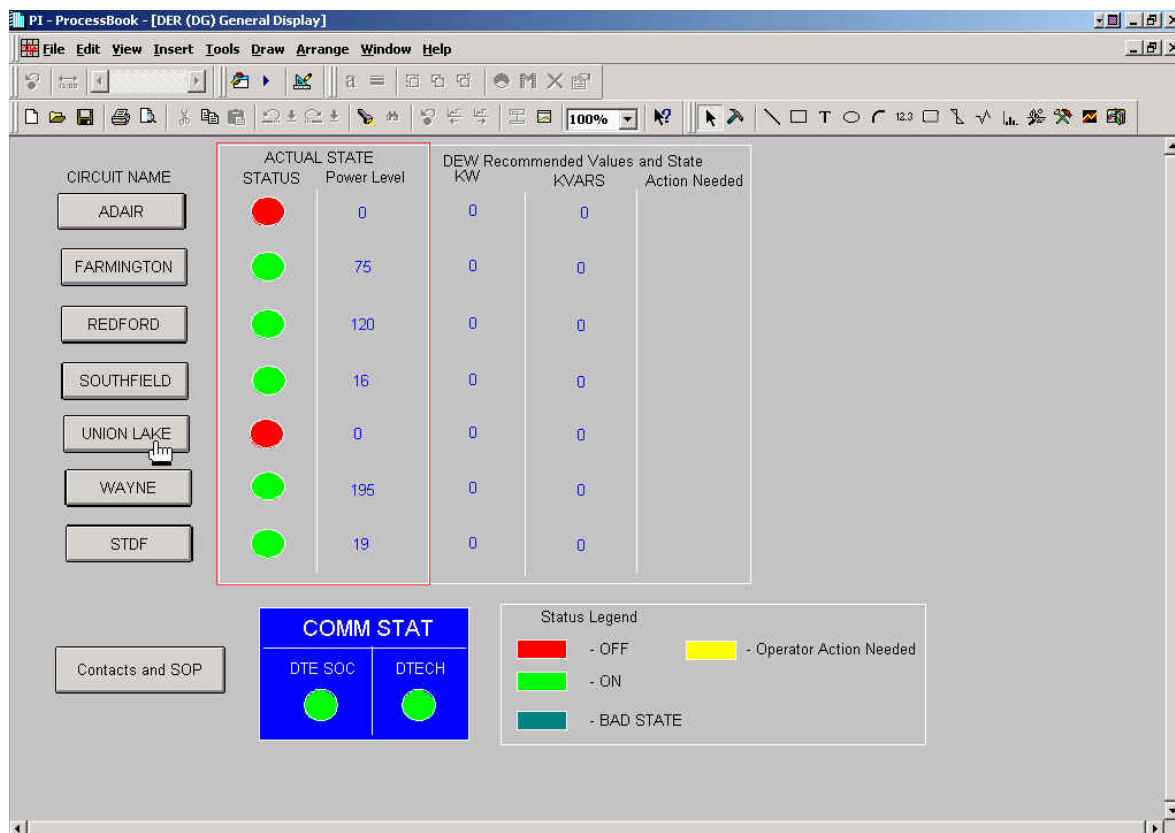 PI - ProcessBook - [DER (DG) General Display]
File Edit View Insert Tools Draw Arrange Window Help
100%
ACTUAL STATE DEW Recommended Values and State
CIRCUIT NAME STATUS Power Level KW KVARS Action Needed
ADAIR 0 0 0
FARMINGTON 75 0 0
REDFORD 120 0 0
SOUTHFIELD 16 0 0
UNION LAKE 0 0 0
WAYNE 195 0 0
STDF 19 0 0
COMM STAT
DTE SOC DTECH
Contacts and SOP
Status Legend
- OFF - Operator Action Needed
- ON
- BAD STATE